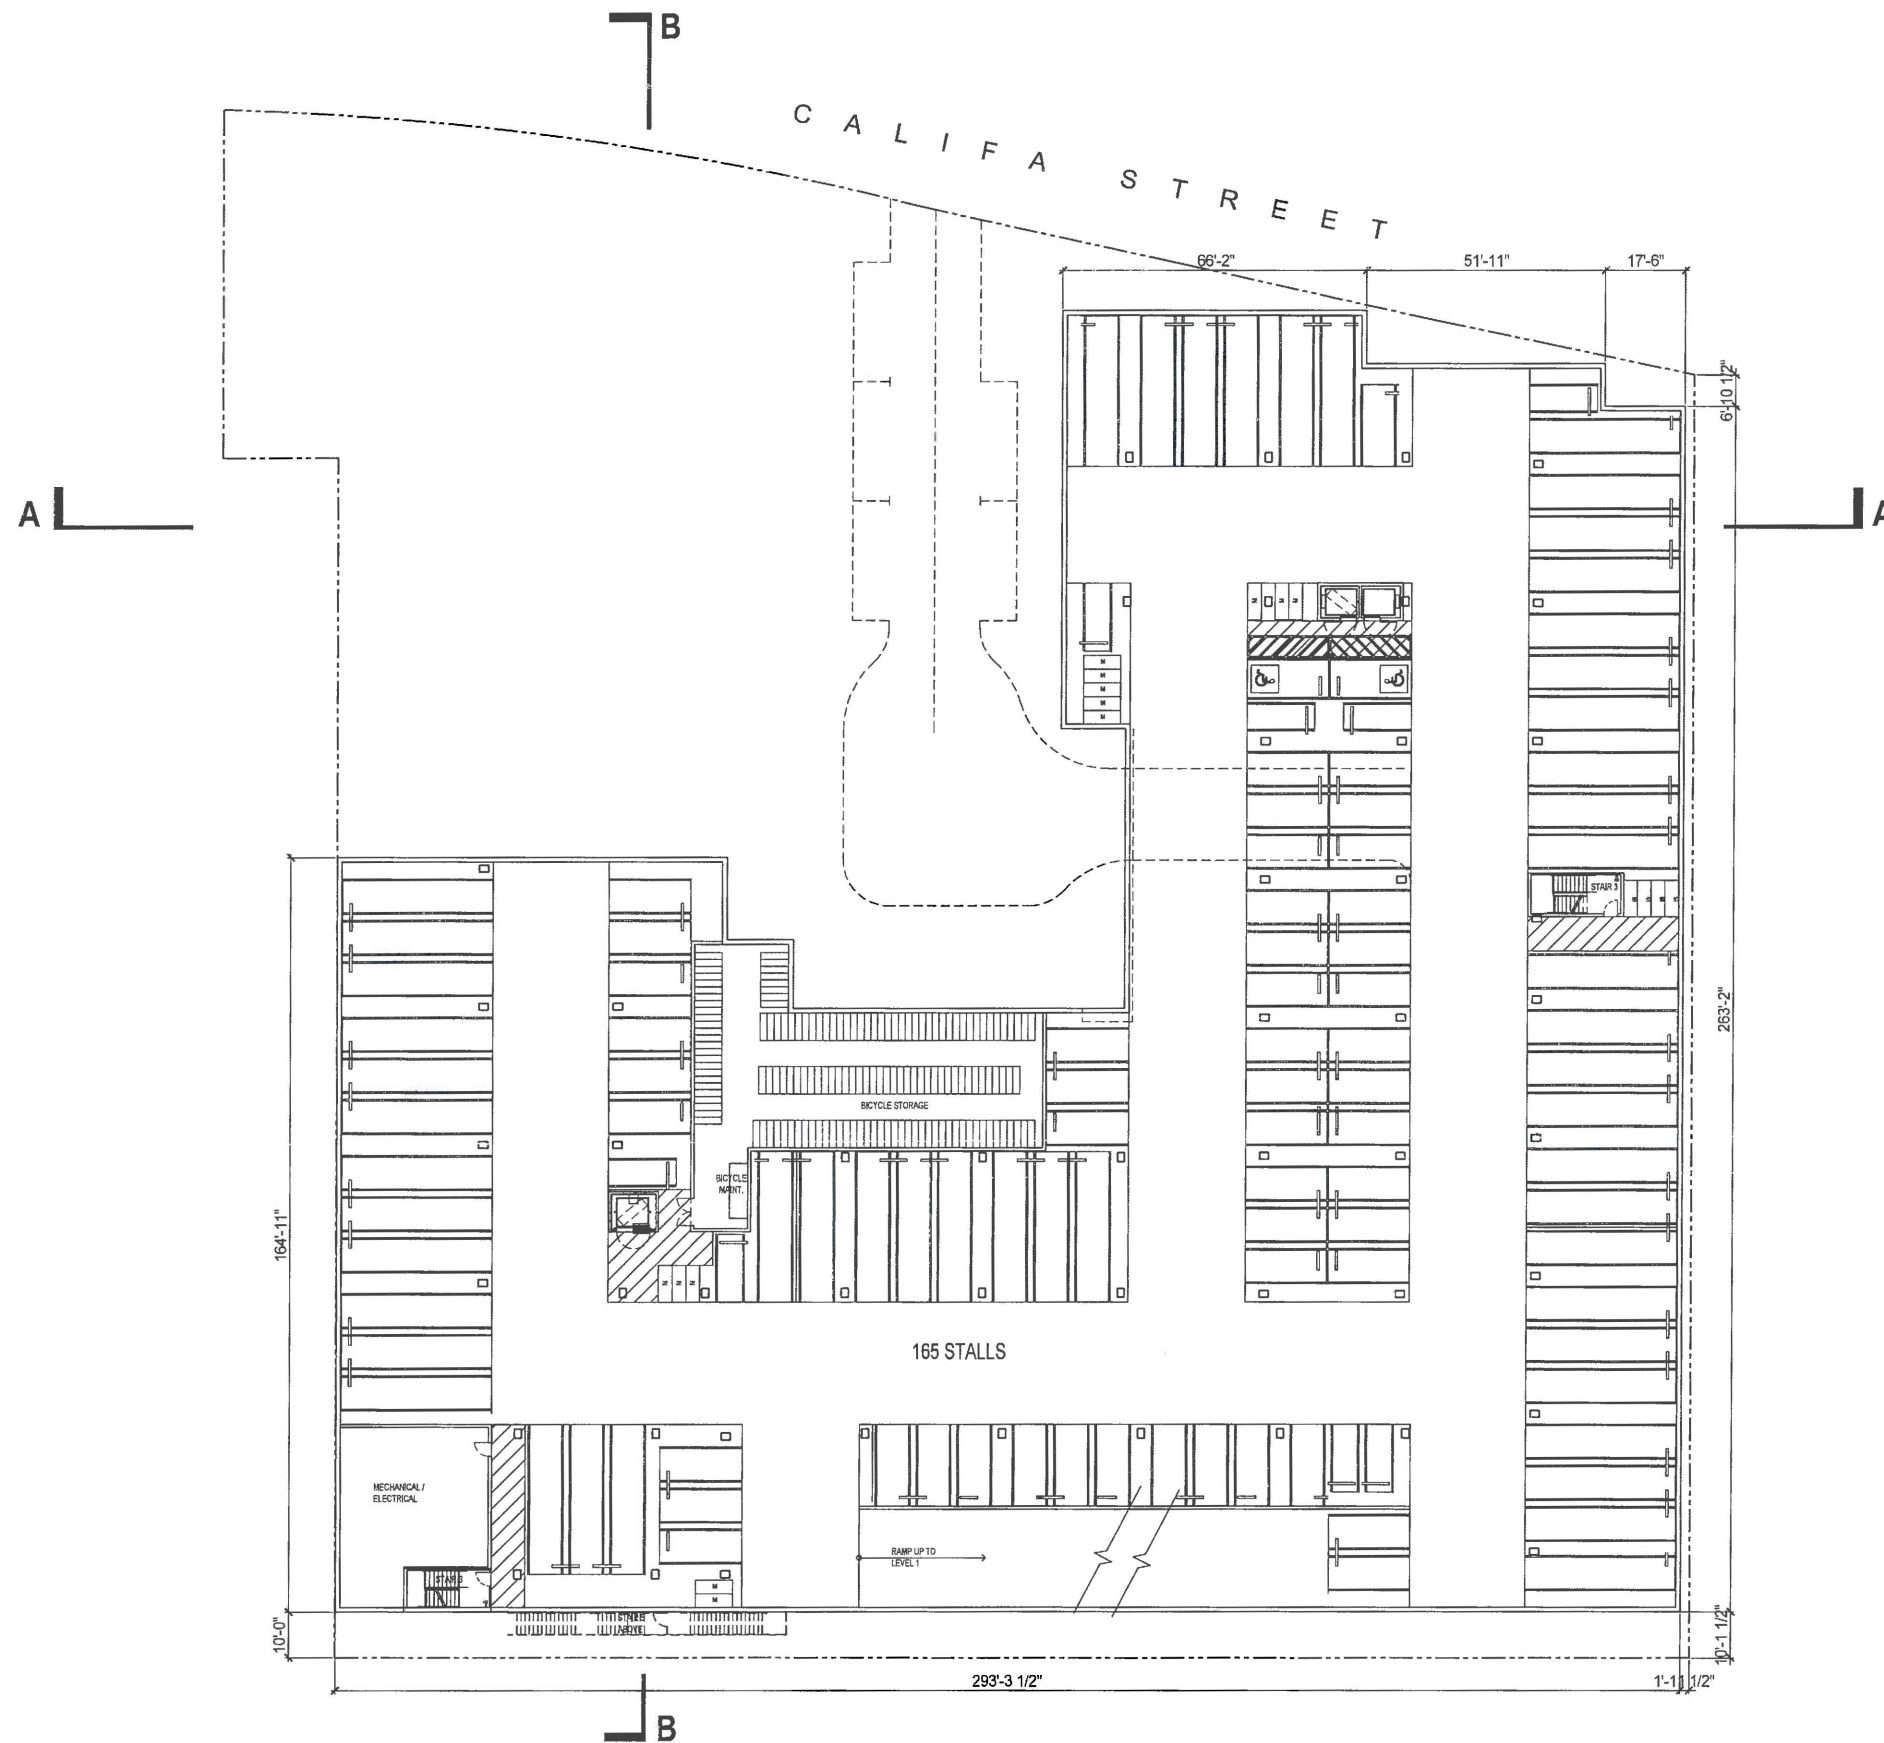 B
CALIFA STREET
66'-2"
51'-11"
17'-6"
6'-10 1/2"
A
A
M
M
M
M
M
M
M
M
STAIR 3
263'-2"
BICYCLE STORAGE
BICYCLE
MAINT.
164'-11"
M
M
M
165 STALLS
MECHANICAL /
ELECTRICAL
RAMP UP TO
LEVEL 1
M
M
ABOVE
10'-0"
10'-1 1/2"
293'-3 1/2"
1'-11 1/2"
B